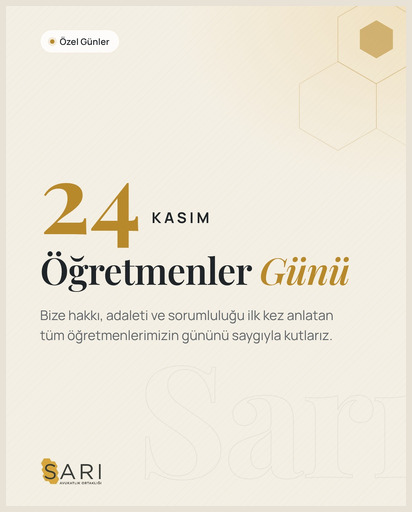 Özel Günler
24 KASIM
Öğretmenler Günü
Bize hakkı, adaleti ve sorumluluğu ilk kez anlatan
tüm öğretmenlerimizin gününü saygıyla kutlarız.
Sarı
SARI
AVUKATLIK ORTAKLIĞI